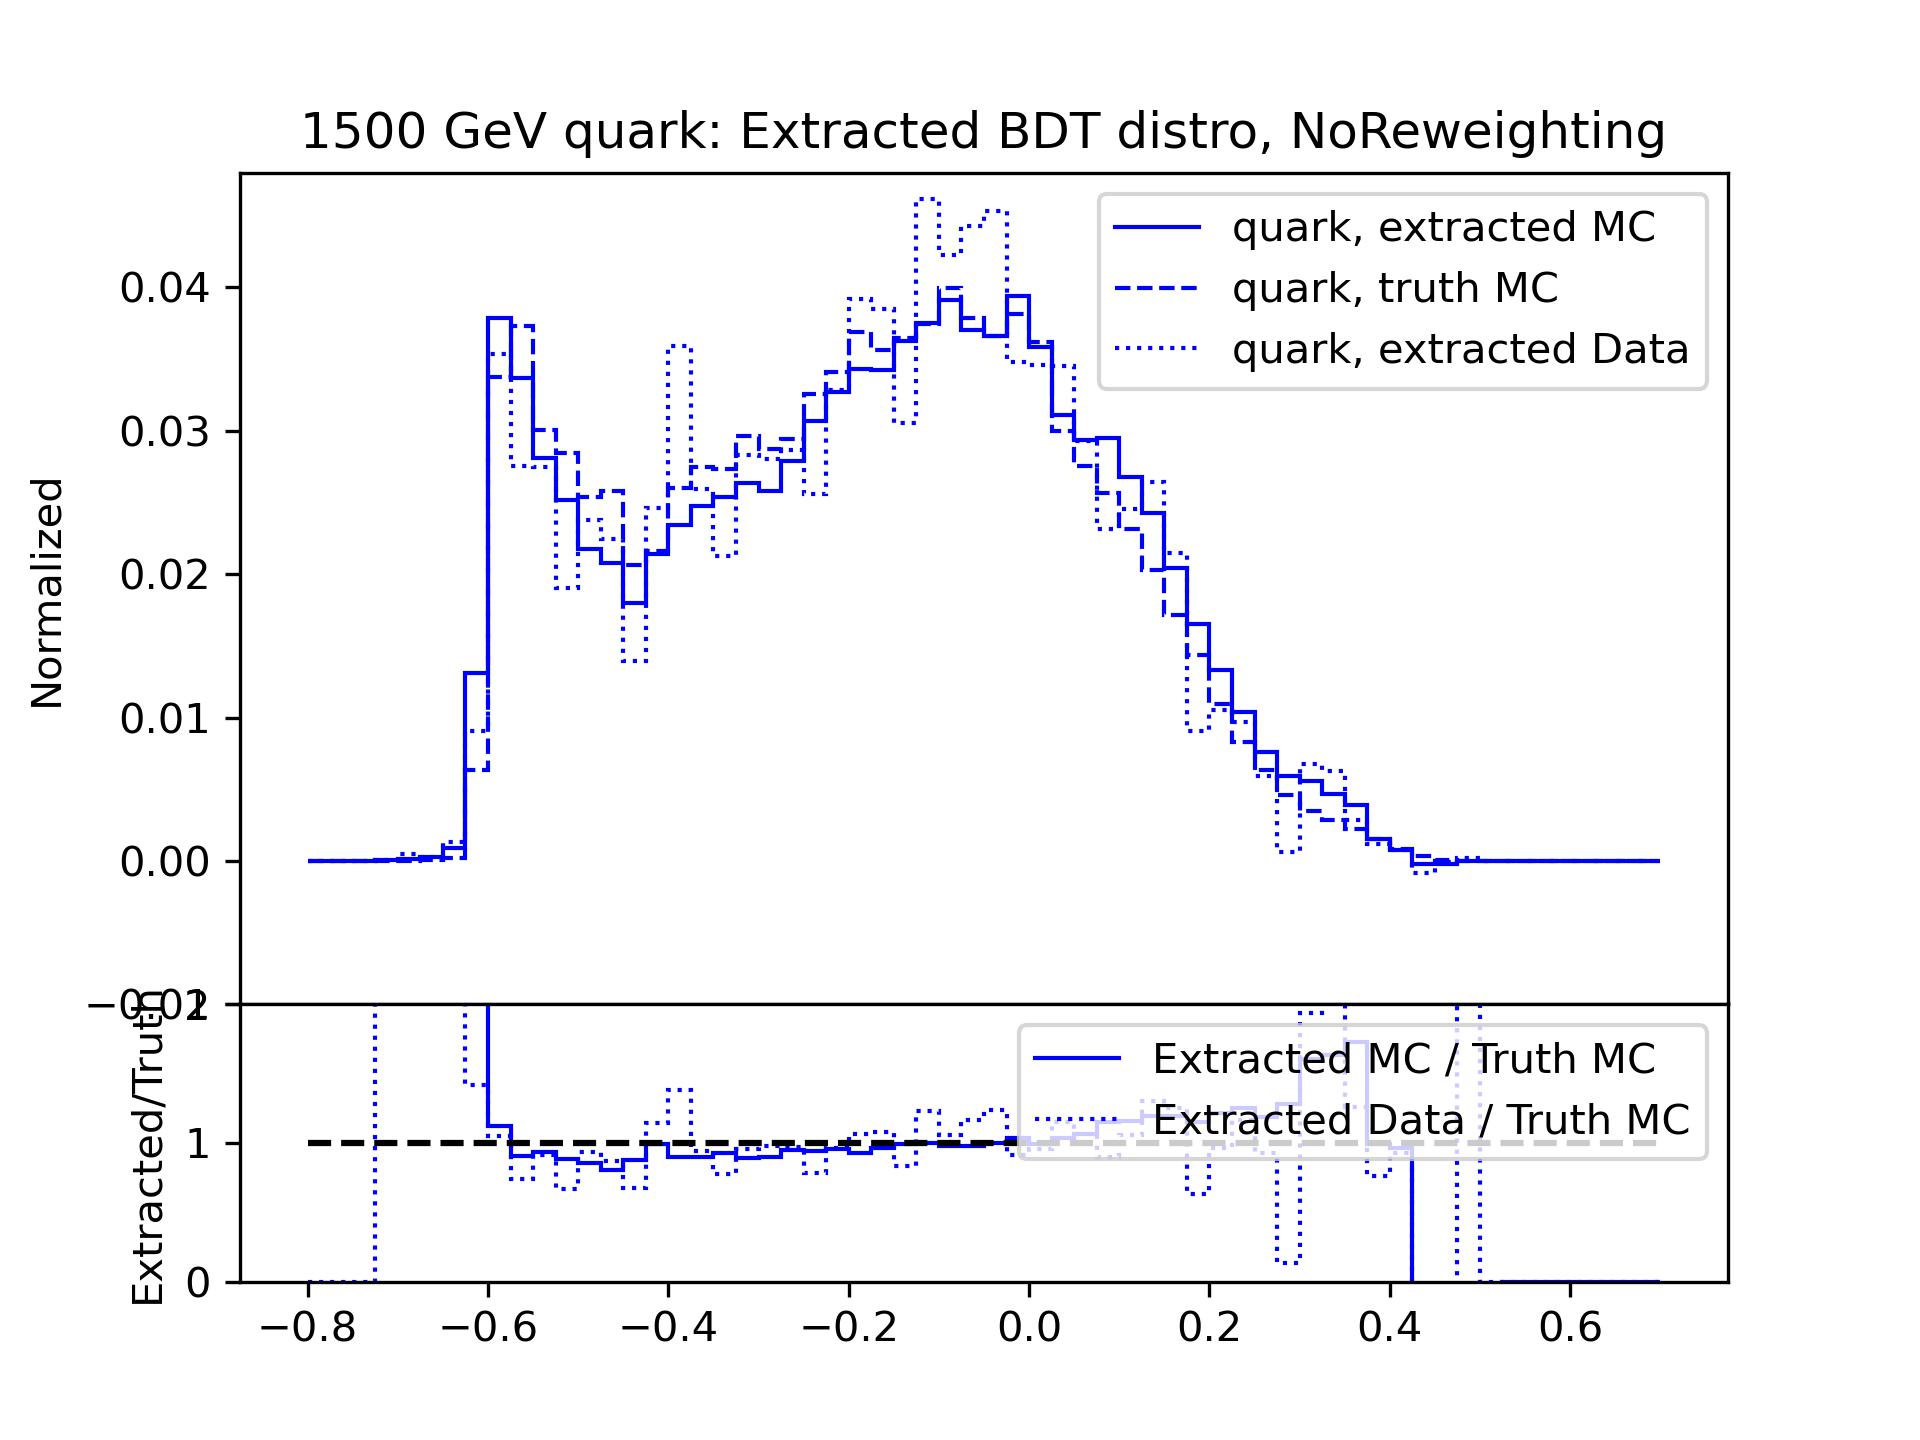 1500 GeV quark: Extracted BDT distro, NoReweighting
quark, extracted MC
quark, truth MC
quark, extracted Data
Normalized
0.04
0.03
0.02
0.01
0.00
−0.01
Extracted/Truth
2
1
0
Extracted MC / Truth MC
Extracted Data / Truth MC
−0.8 −0.6 −0.4 −0.2 0.0 0.2 0.4 0.6